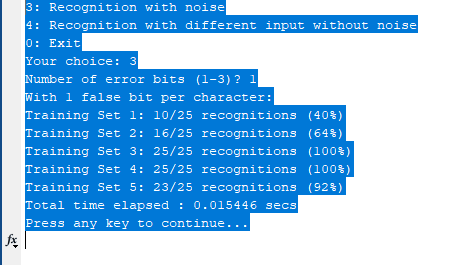 3: Recognition with noise
4: Recognition with different input without noise
0: Exit
Your choice: 3
Number of error bits (1-3)? 1
With 1 false bit per character:
Training Set 1: 10/25 recognitions (40%)
Training Set 2: 16/25 recognitions (64%)
Training Set 3: 25/25 recognitions (100%)
Training Set 4: 25/25 recognitions (100%)
Training Set 5: 23/25 recognitions (92%)
Total time elapsed : 0.015446 secs
Press any key to continue...
fx